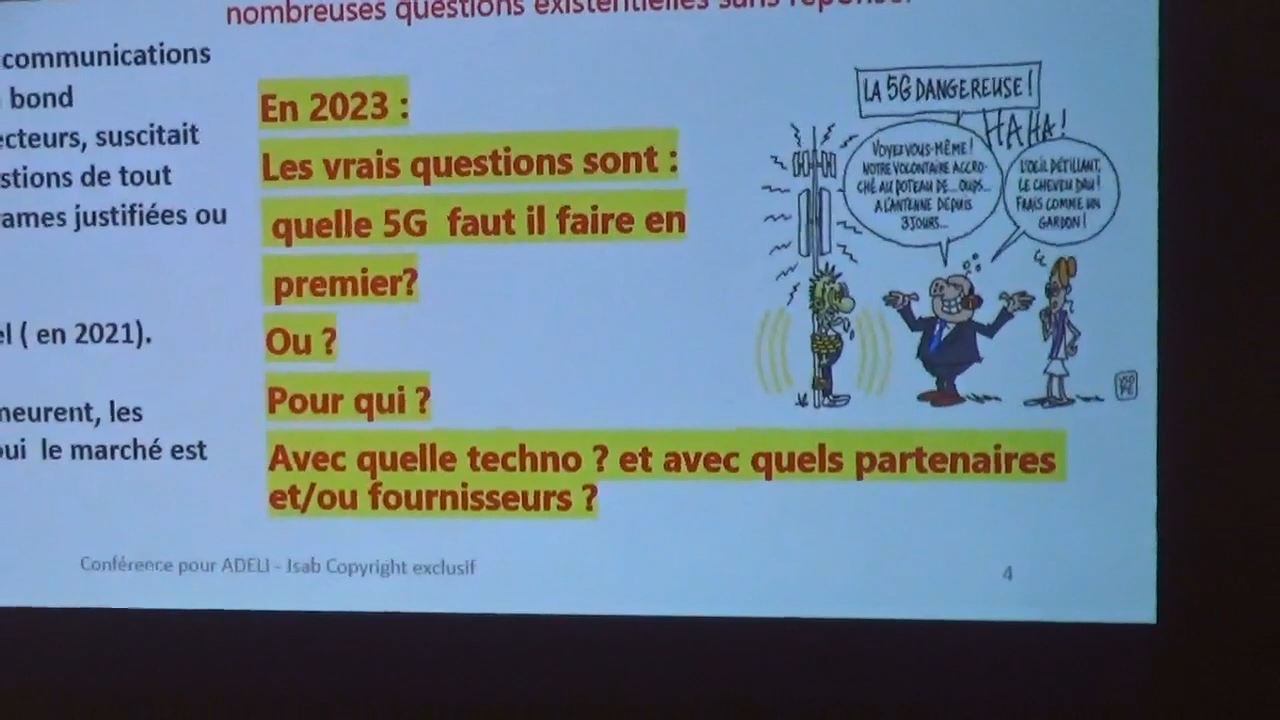 nombreuses questions existentielles sans réponse.
communications
bond
ecteurs, suscitait
stions de tout
ames justifiées ou
el ( en 2021).
neurent, les
oui le marché est
En 2023 :
Les vrais questions sont :
quelle 5G faut il faire en
premier?
Ou ?
Pour qui ?
Avec quelle techno ? et avec quels partenaires
et/ou fournisseurs ?
LA 5G DANGEREUSE !
HAHA !
VOYEZ VOUS-MÊME !
NOTRE VOLONTAIRE ACCRO-
CHÉ AU POTEAU DE... OUPS...
A L'ANTENNE DEPUIS
3 JOURS...
L'OEIL PÉTILLANT,
LE CHEVEU DRU !
FRAIS COMME UN
GARDON !
Conférence pour ADELI - Jsab Copyright exclusif
4